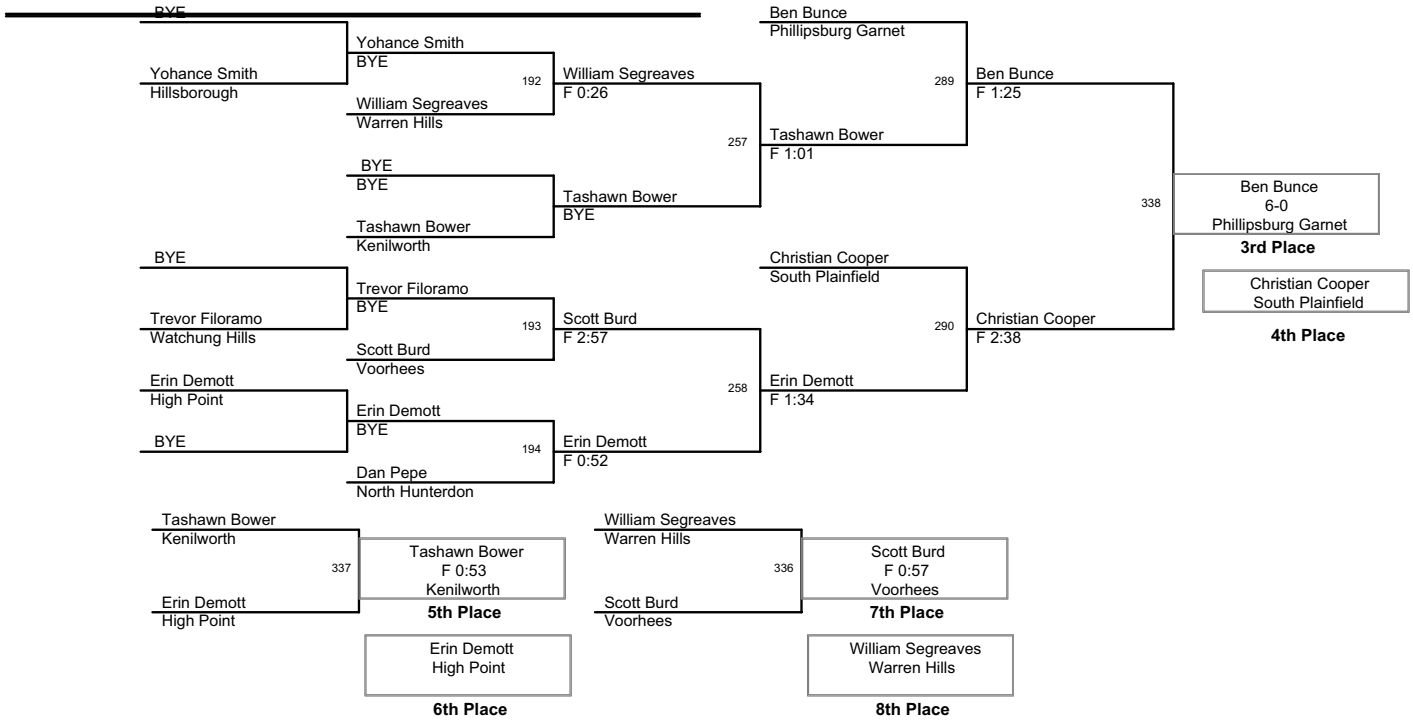 BYE
Yohance Smith
Hillsborough
Yohance Smith
BYE
William Segreaves
Warren Hills
192
William Segreaves
F 0:26
BYE
BYE
Tashawn Bower
Kenilworth
Tashawn Bower
BYE
257
Tashawn Bower
F 1:01
Ben Bunce
Phillipsburg Garnet
289
Ben Bunce
F 1:25
BYE
Trevor Filoramo
Watchung Hills
Trevor Filoramo
BYE
Scott Burd
Voorhees
193
Scott Burd
F 2:57
Erin Demott
High Point
BYE
Erin Demott
BYE
Dan Pepe
North Hunterdon
194
Erin Demott
F 0:52
258
Erin Demott
F 1:34
Christian Cooper
South Plainfield
290
Christian Cooper
F 2:38
338
Ben Bunce
6-0
Phillipsburg Garnet
3rd Place
Christian Cooper
South Plainfield
4th Place
Tashawn Bower
Kenilworth
Erin Demott
High Point
337
Tashawn Bower
F 0:53
Kenilworth
5th Place
Erin Demott
High Point
6th Place
William Segreaves
Warren Hills
Scott Burd
Voorhees
336
Scott Burd
F 0:57
Voorhees
7th Place
William Segreaves
Warren Hills
8th Place